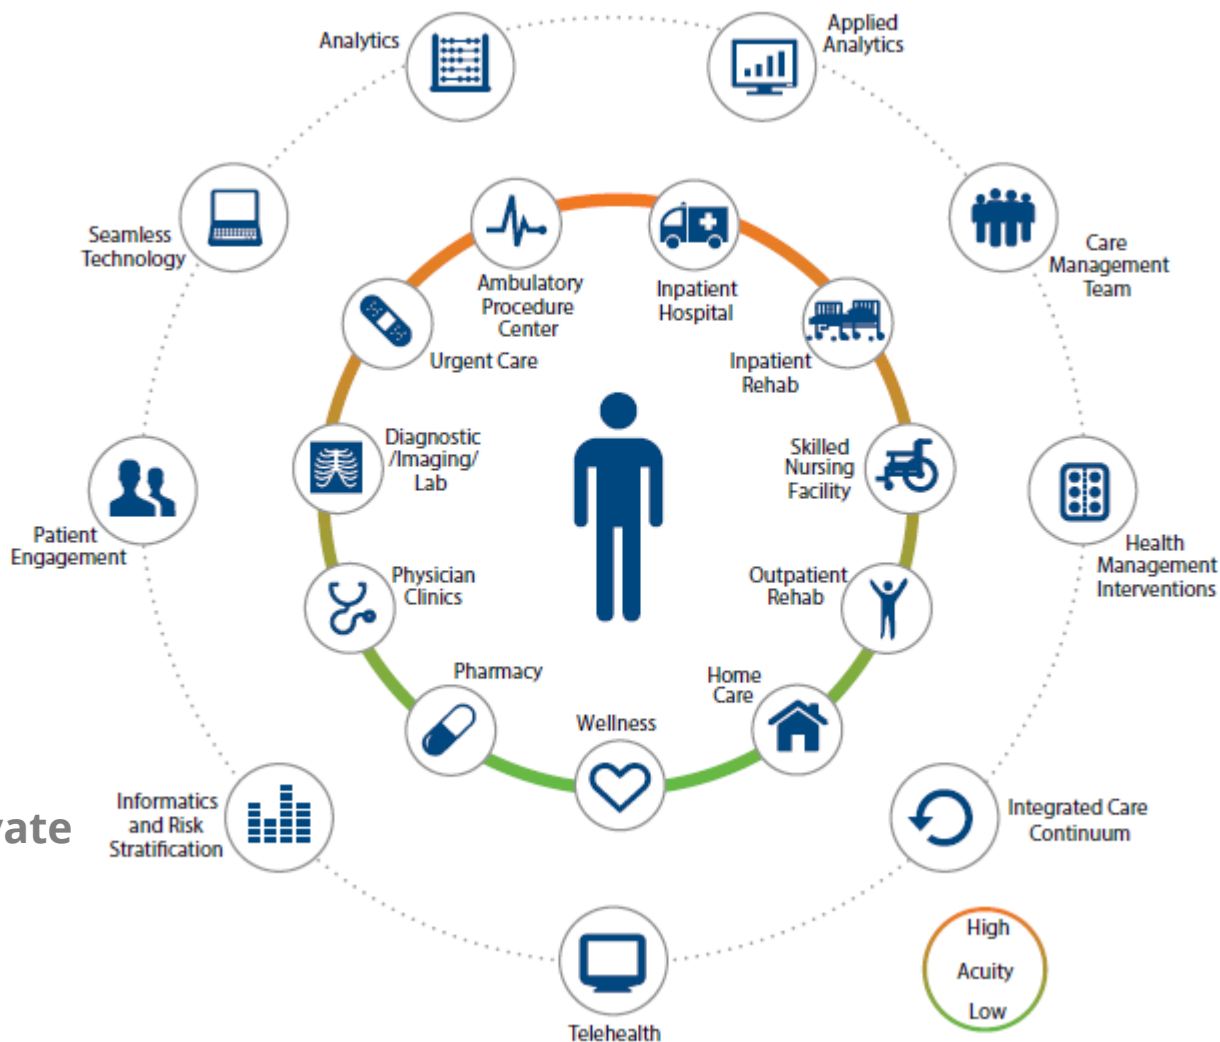 Analytics
Applied
Analytics
Seamless
Technology
Care
Management
Team
Ambulatory
Procedure
Center
Inpatient
Hospital
Urgent Care
Inpatient
Rehab
Diagnostic
/Imaging/
Lab
Skilled
Nursing
Facility
Patient
Engagement
Health
Management
Interventions
Physician
Clinics
Outpatient
Rehab
Pharmacy
Home
Care
Wellness
Informatics
and Risk
Stratification
vate
Integrated Care
Continuum
High
Acuity
Low
Telehealth